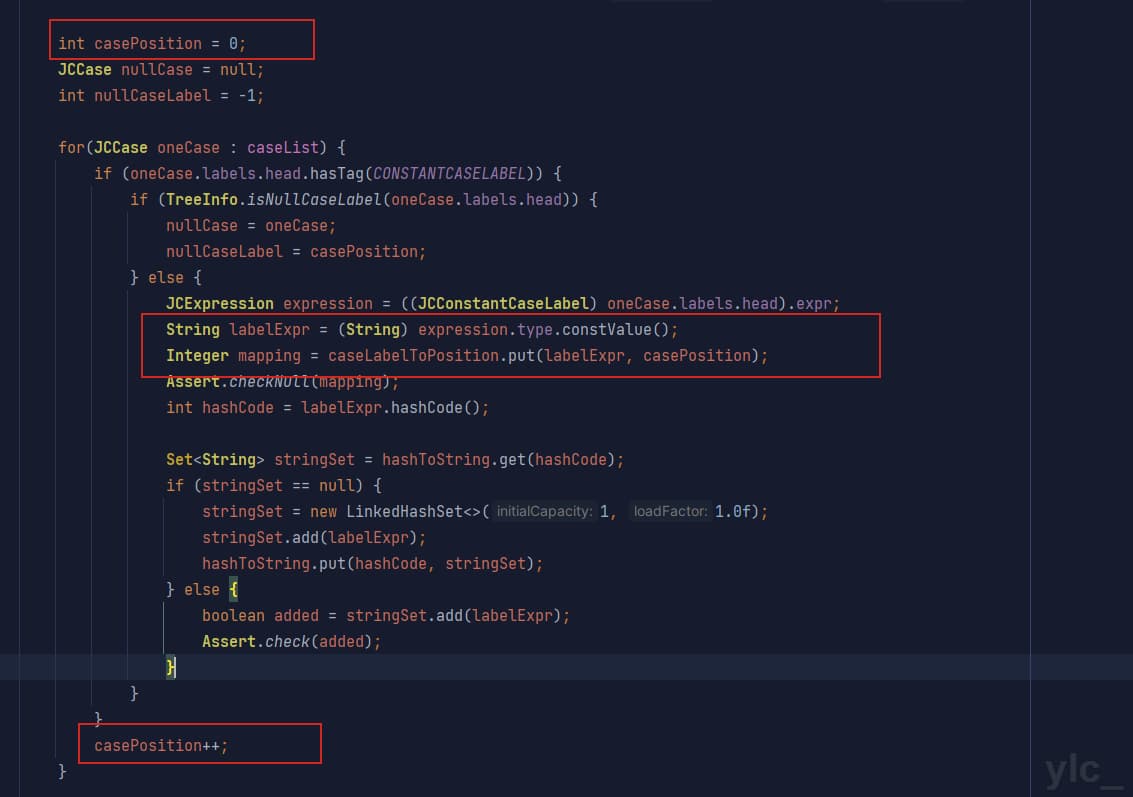 int casePosition = 0;
JCCase nullCase = null;
int nullCaseLabel = -1;
for(JCCase oneCase : caseList) {
if (oneCase.labels.head.hasTag(CONSTANTCASELABEL)) {
if (TreeInfo.isNullCaseLabel(oneCase.labels.head)) {
nullCase = oneCase;
nullCaseLabel = casePosition;
} else {
JCExpression expression = ((JCConstantCaseLabel) oneCase.labels.head).expr;
String labelExpr = (String) expression.type.constValue();
Integer mapping = caseLabelToPosition.put(labelExpr, casePosition);
Assert.checkNull(mapping);
int hashCode = labelExpr.hashCode();
Set<String> stringSet = hashToString.get(hashCode);
if (stringSet == null) {
stringSet = new LinkedHashSet<>( initialCapacity: 1, loadFactor: 1.0f);
stringSet.add(labelExpr);
hashToString.put(hashCode, stringSet);
} else {
boolean added = stringSet.add(labelExpr);
Assert.check(added);
}
}
}
casePosition++;
}
ylc_